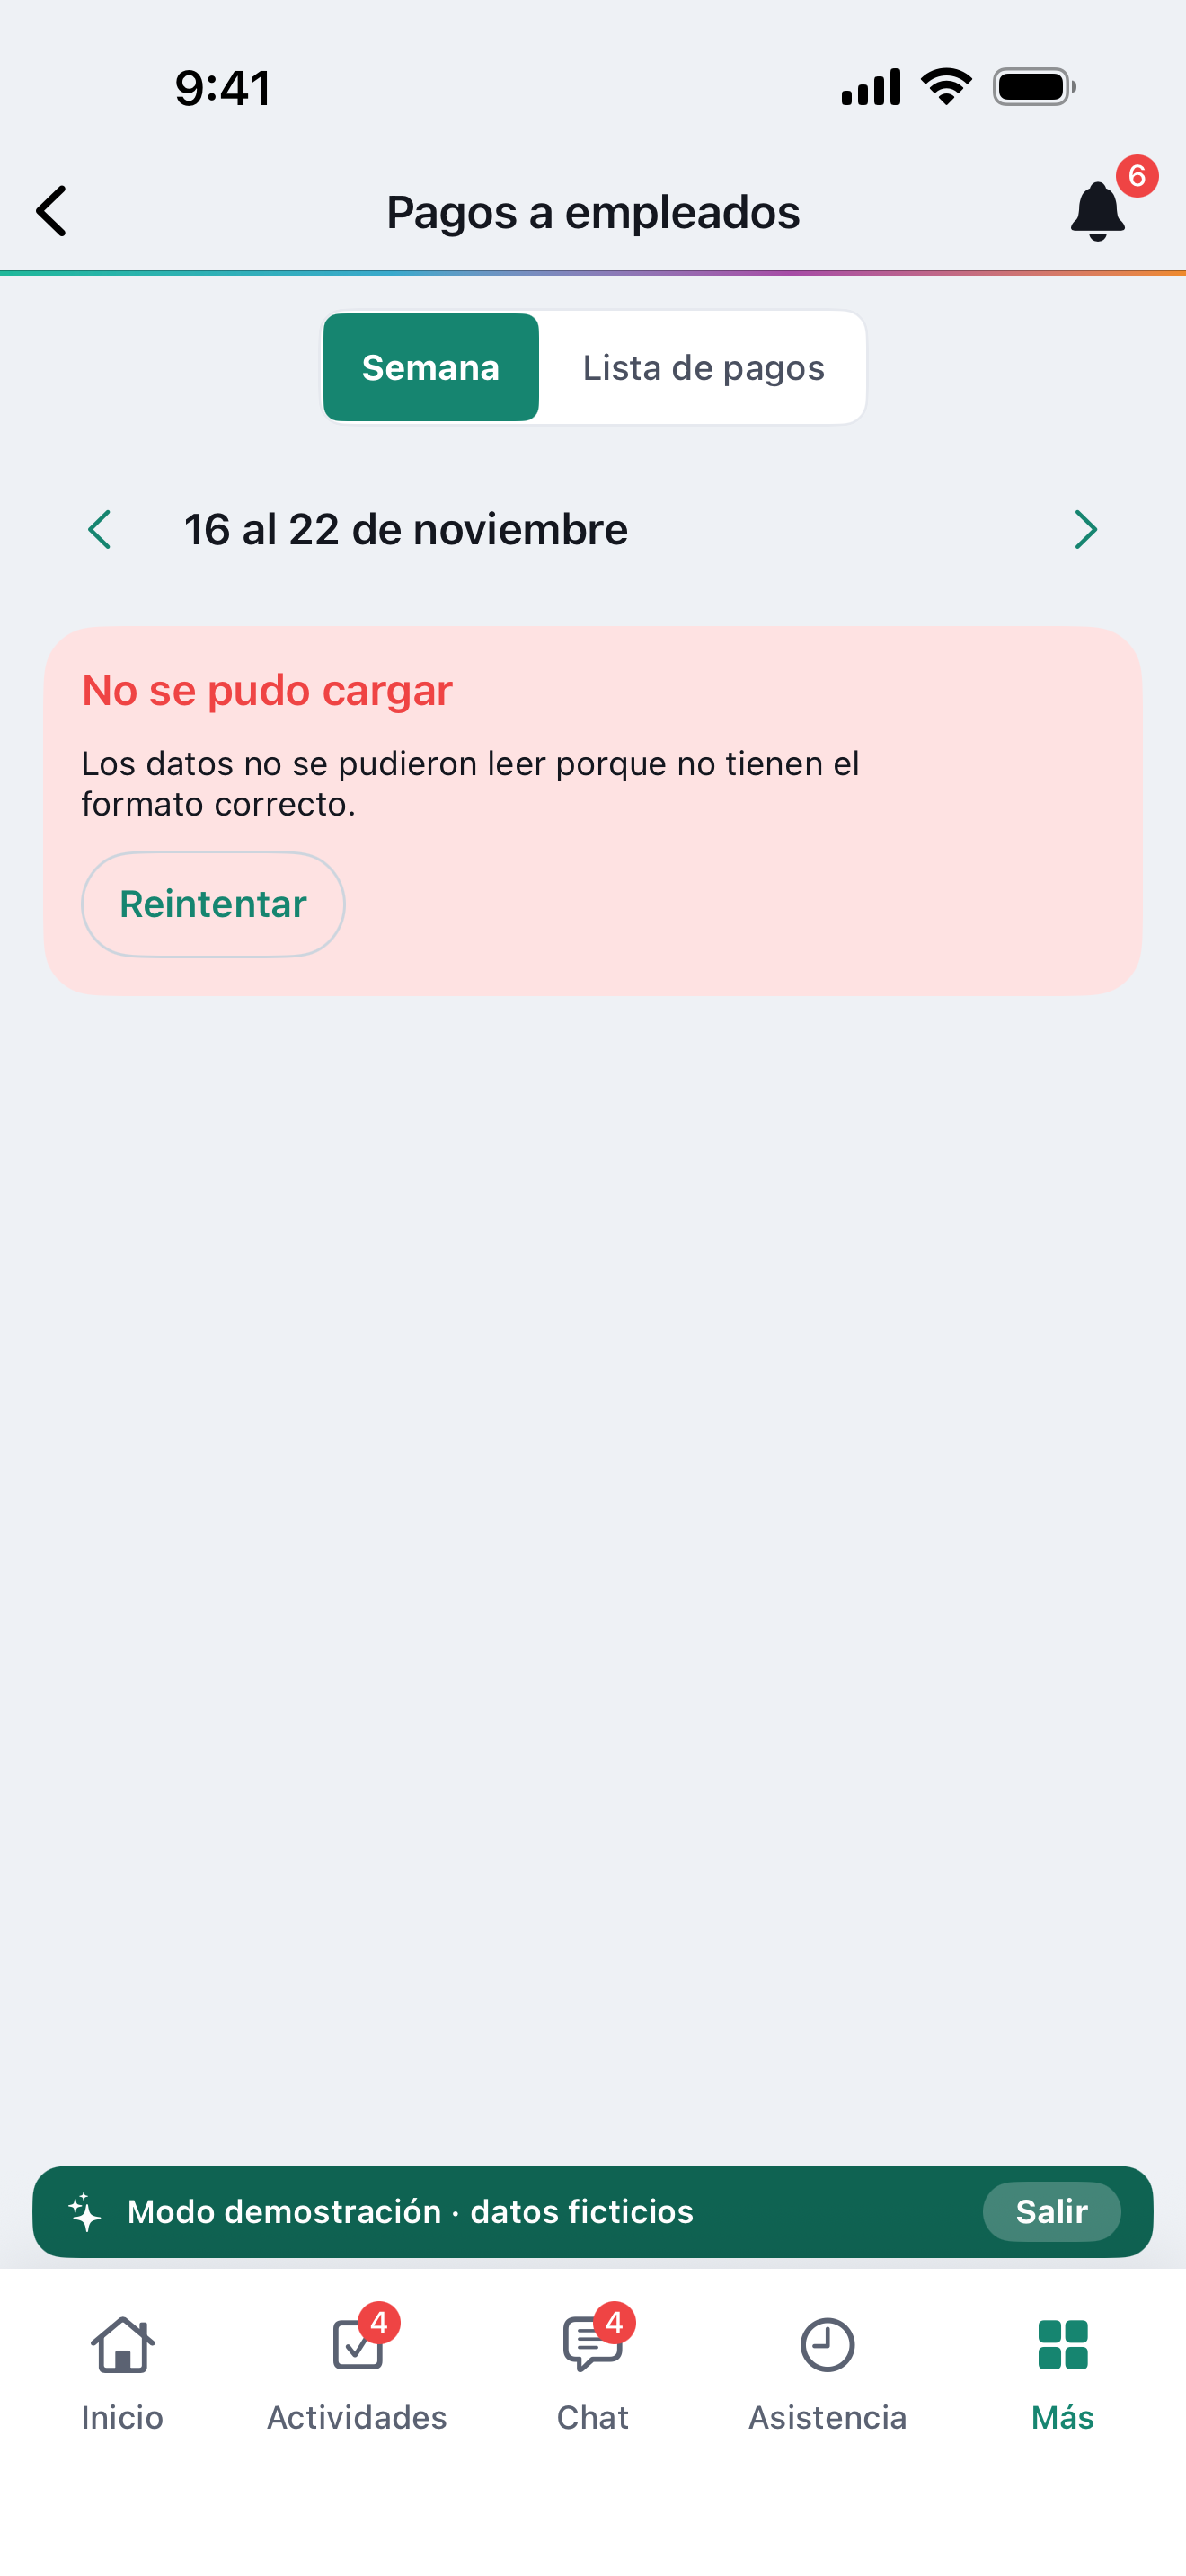 9:41
Pagos a empleados
6
Semana
Lista de pagos
16 al 22 de noviembre
No se pudo cargar
Los datos no se pudieron leer porque no tienen el
formato correcto.
Reintentar
Modo demostración · datos ficticios
Salir
4
4
Inicio
Actividades
Chat
Asistencia
Más